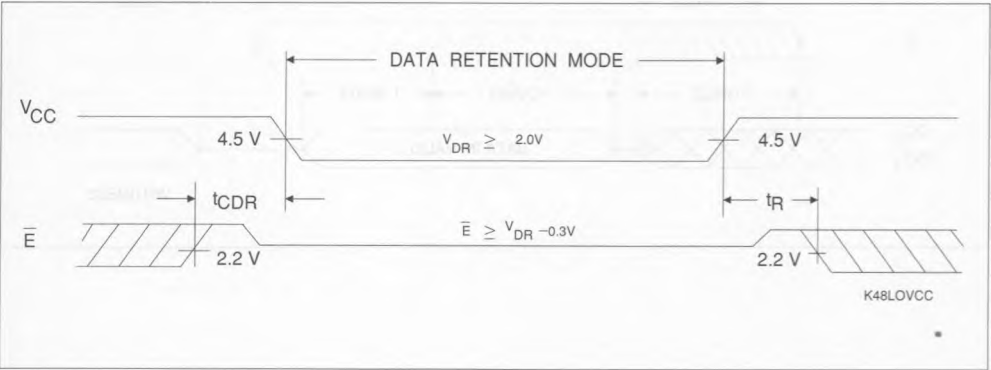 DATA RETENTION MODE
VCC
4.5 V
VDR ≥ 2.0V
4.5 V
tCDR
tR
E̅
E̅ ≥ VDR −0.3V
2.2 V
2.2 V
K48LOVCC